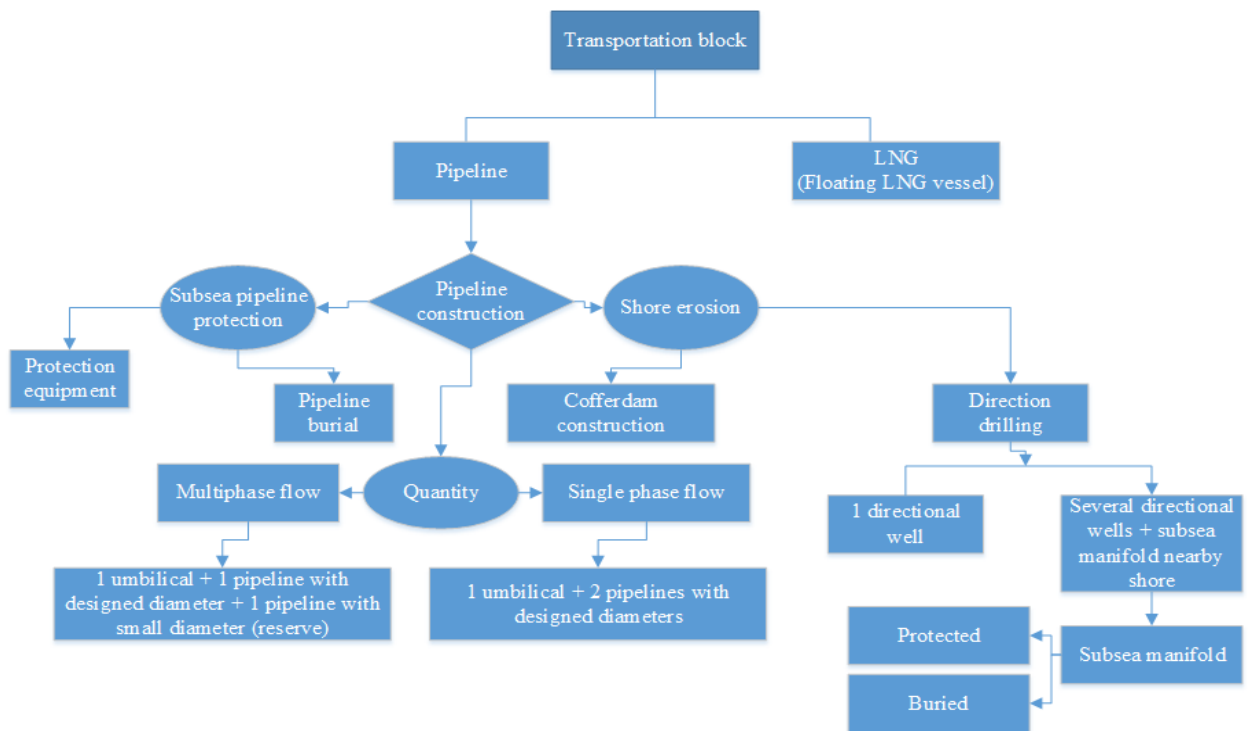 Transportation block
Pipeline
LNG
(Floating LNG vessel)
Subsea pipeline
protection
Pipeline
construction
Shore erosion
Protection
equipment
Pipeline
burial
Cofferdam
construction
Direction
drilling
Multiphase flow
Quantity
Single phase flow
1 directional
well
Several directional
wells + subsea
manifold nearby
shore
1 umbilical + 1 pipeline with
designed diameter + 1 pipeline with
small diameter (reserve)
1 umbilical + 2 pipelines with
designed diameters
Protected
Subsea manifold
Buried